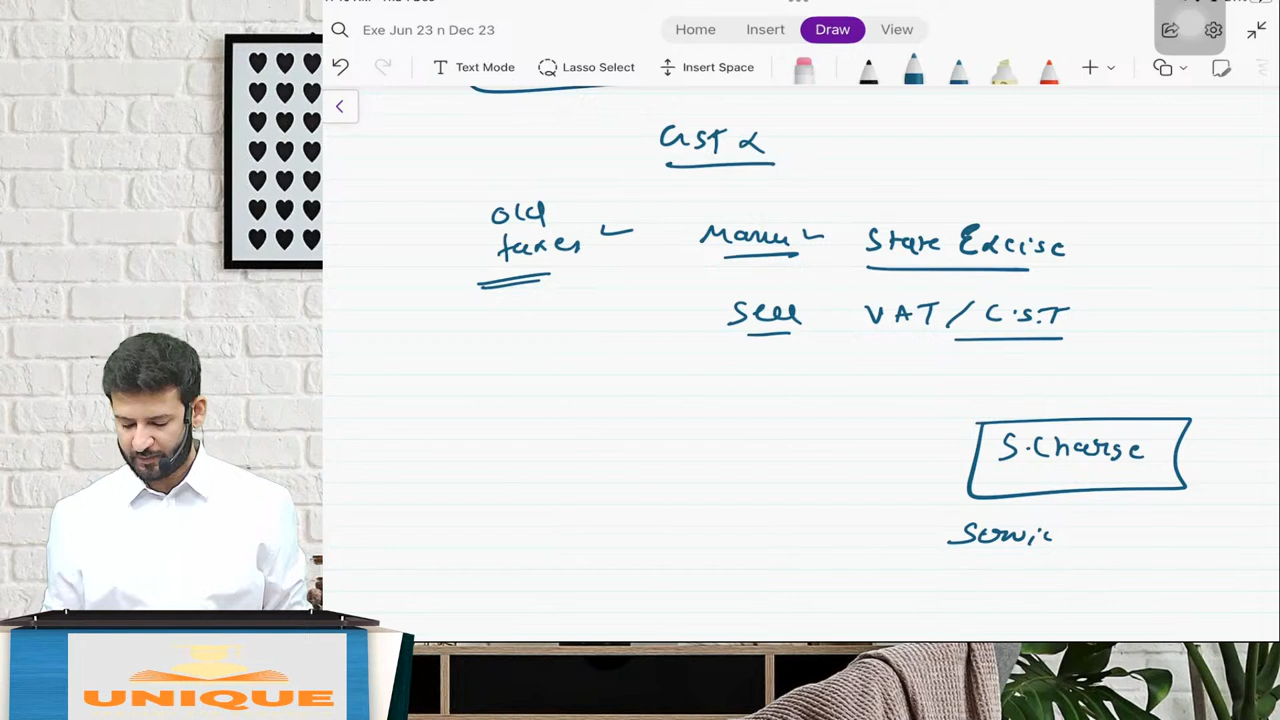 Exe Jun 23 n Dec 23
Home Insert Draw View
Text Mode Lasso Select Insert Space
GST
Old taxes
Manu State Excise
Sell VAT / C.S.T
S.Charge
Servic
UNIQUE